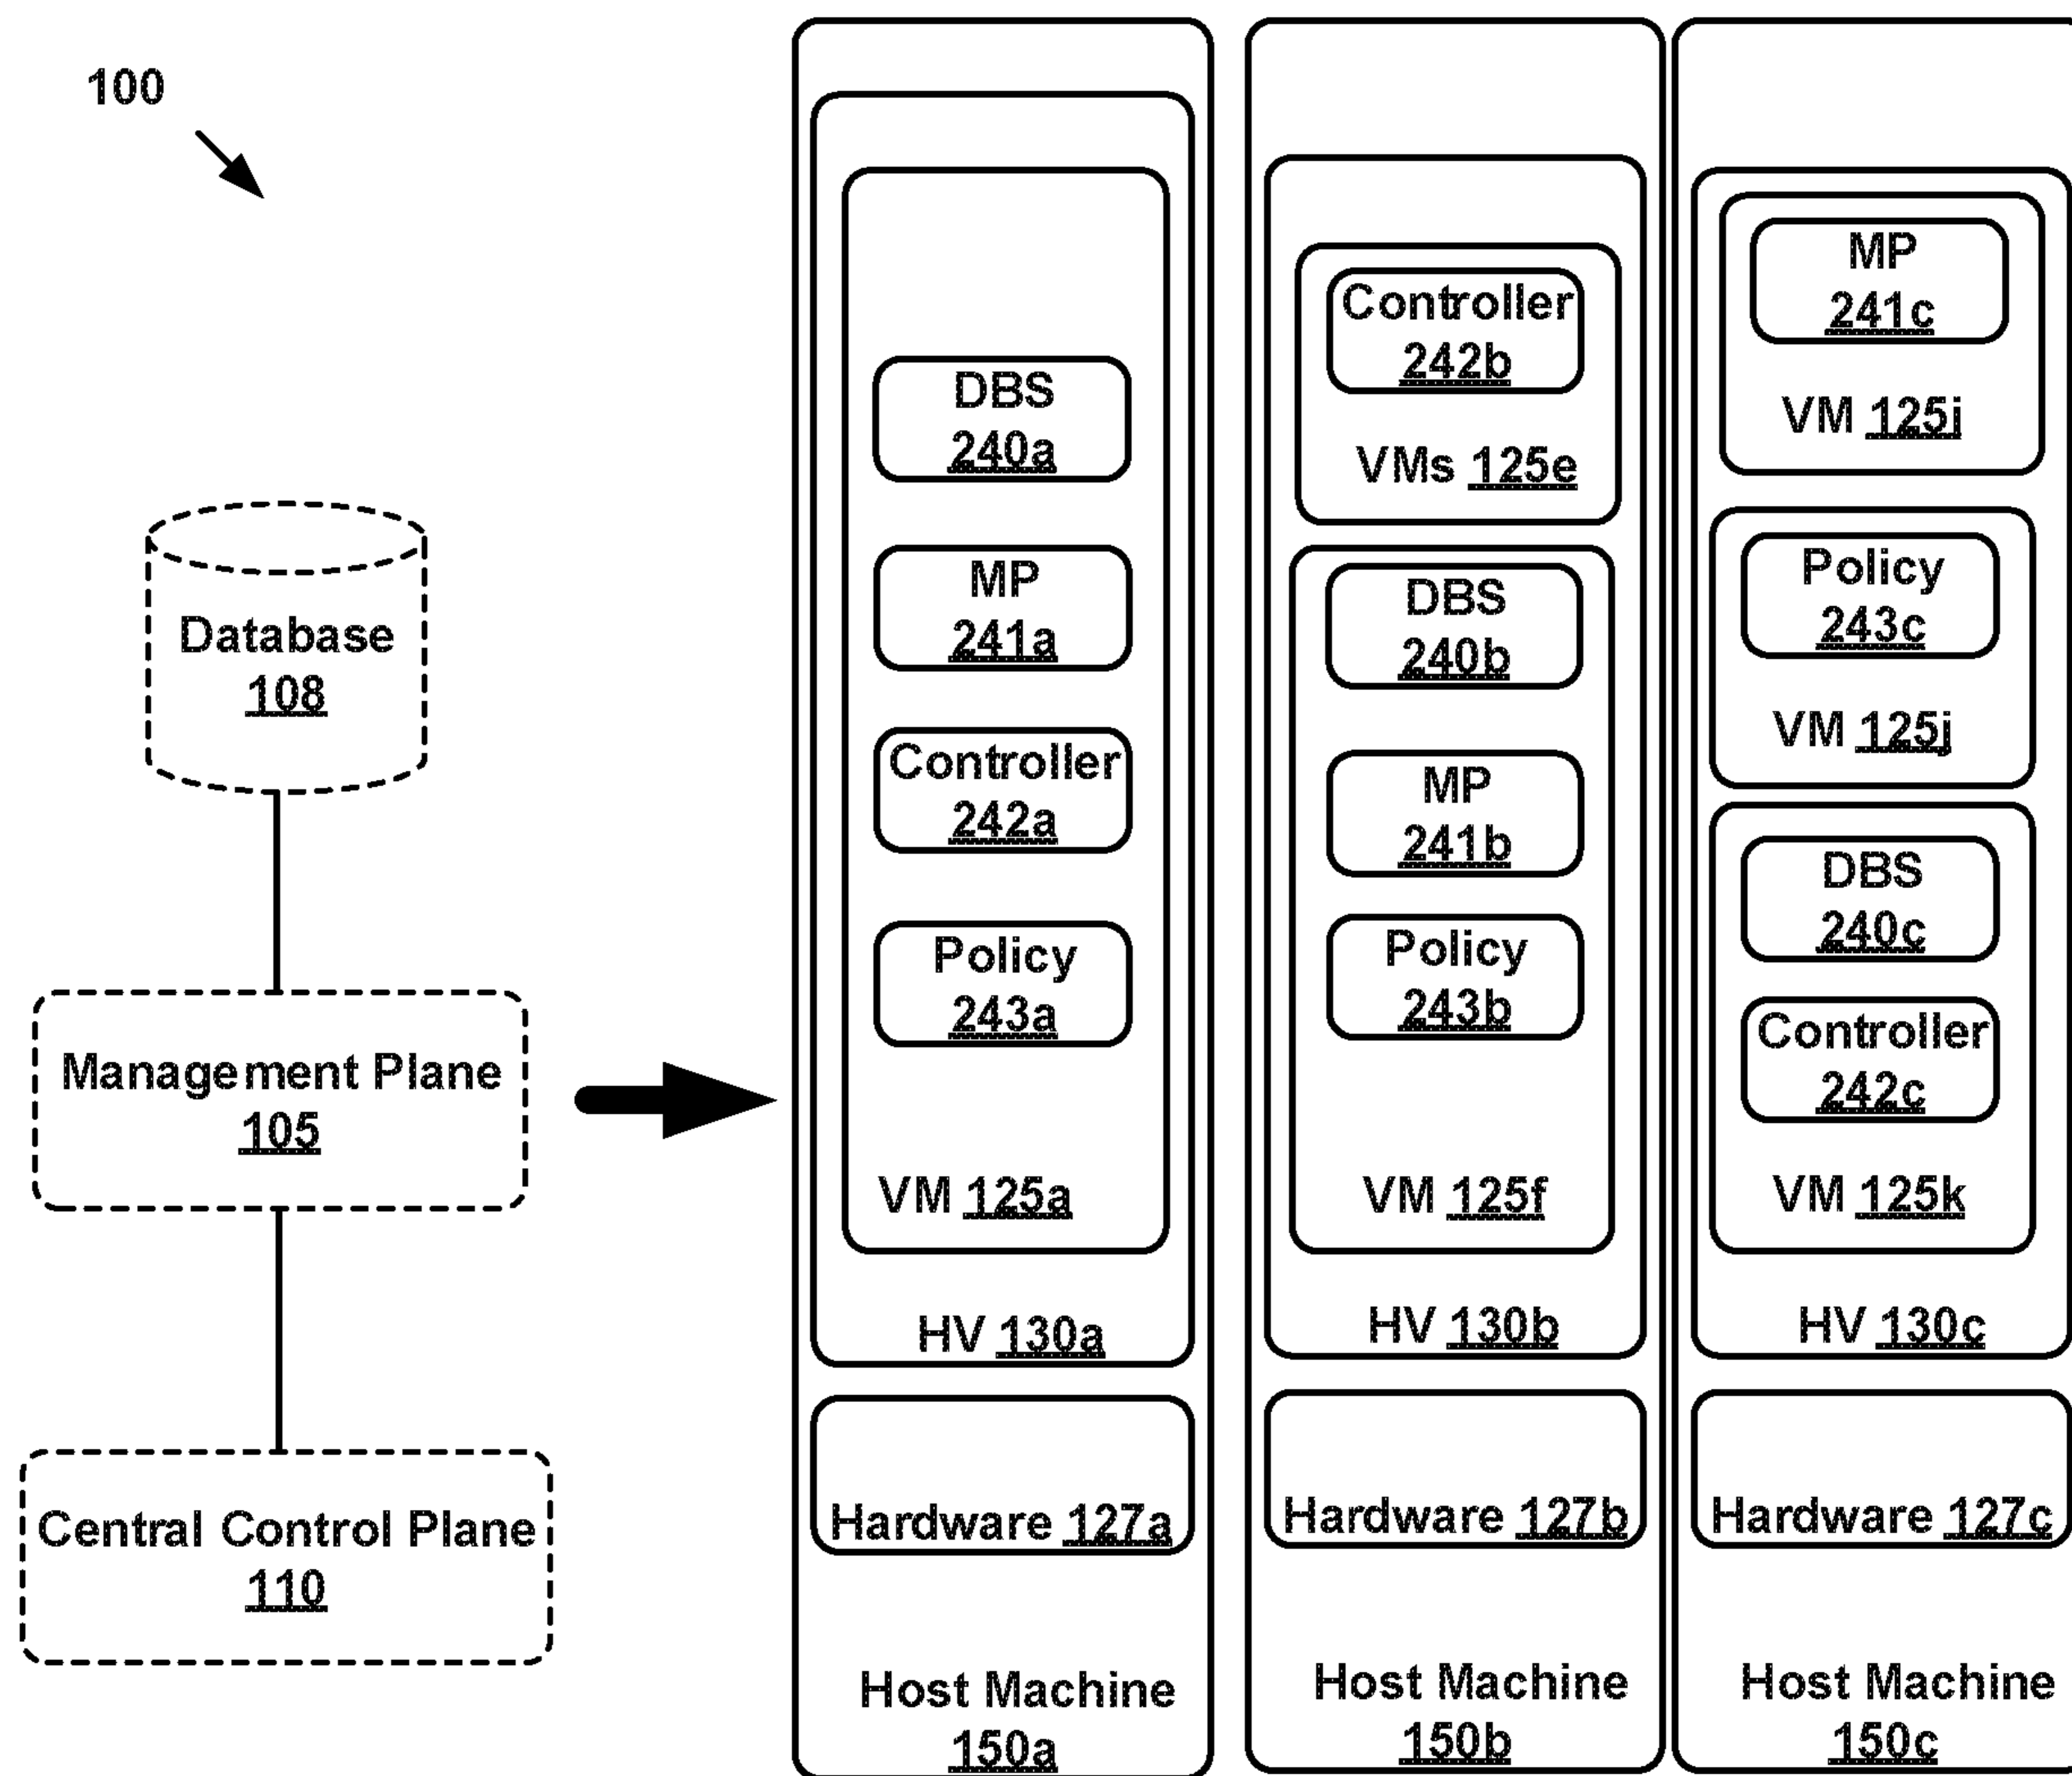 100
Database
108
Management Plane
105
Central Control Plane
110
DBS
240a
MP
241a
Controller
242a
Policy
243a
VM 125a
HV 130a
Hardware 127a
Host Machine
150a
Controller
242b
VMs 125e
DBS
240b
MP
241b
Policy
243b
VM 125f
HV 130b
Hardware 127b
Host Machine
150b
MP
241c
VM 125i
Policy
243c
VM 125j
DBS
240c
Controller
242c
VM 125k
HV 130c
Hardware 127c
Host Machine
150c